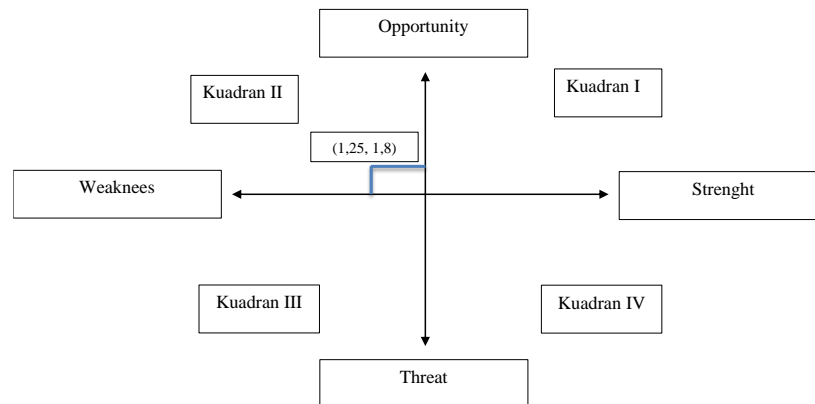 Opportunity
Kuadran II
Kuadran I
(1,25, 1,8)
Weaknees
Strenght
Kuadran III
Kuadran IV
Threat